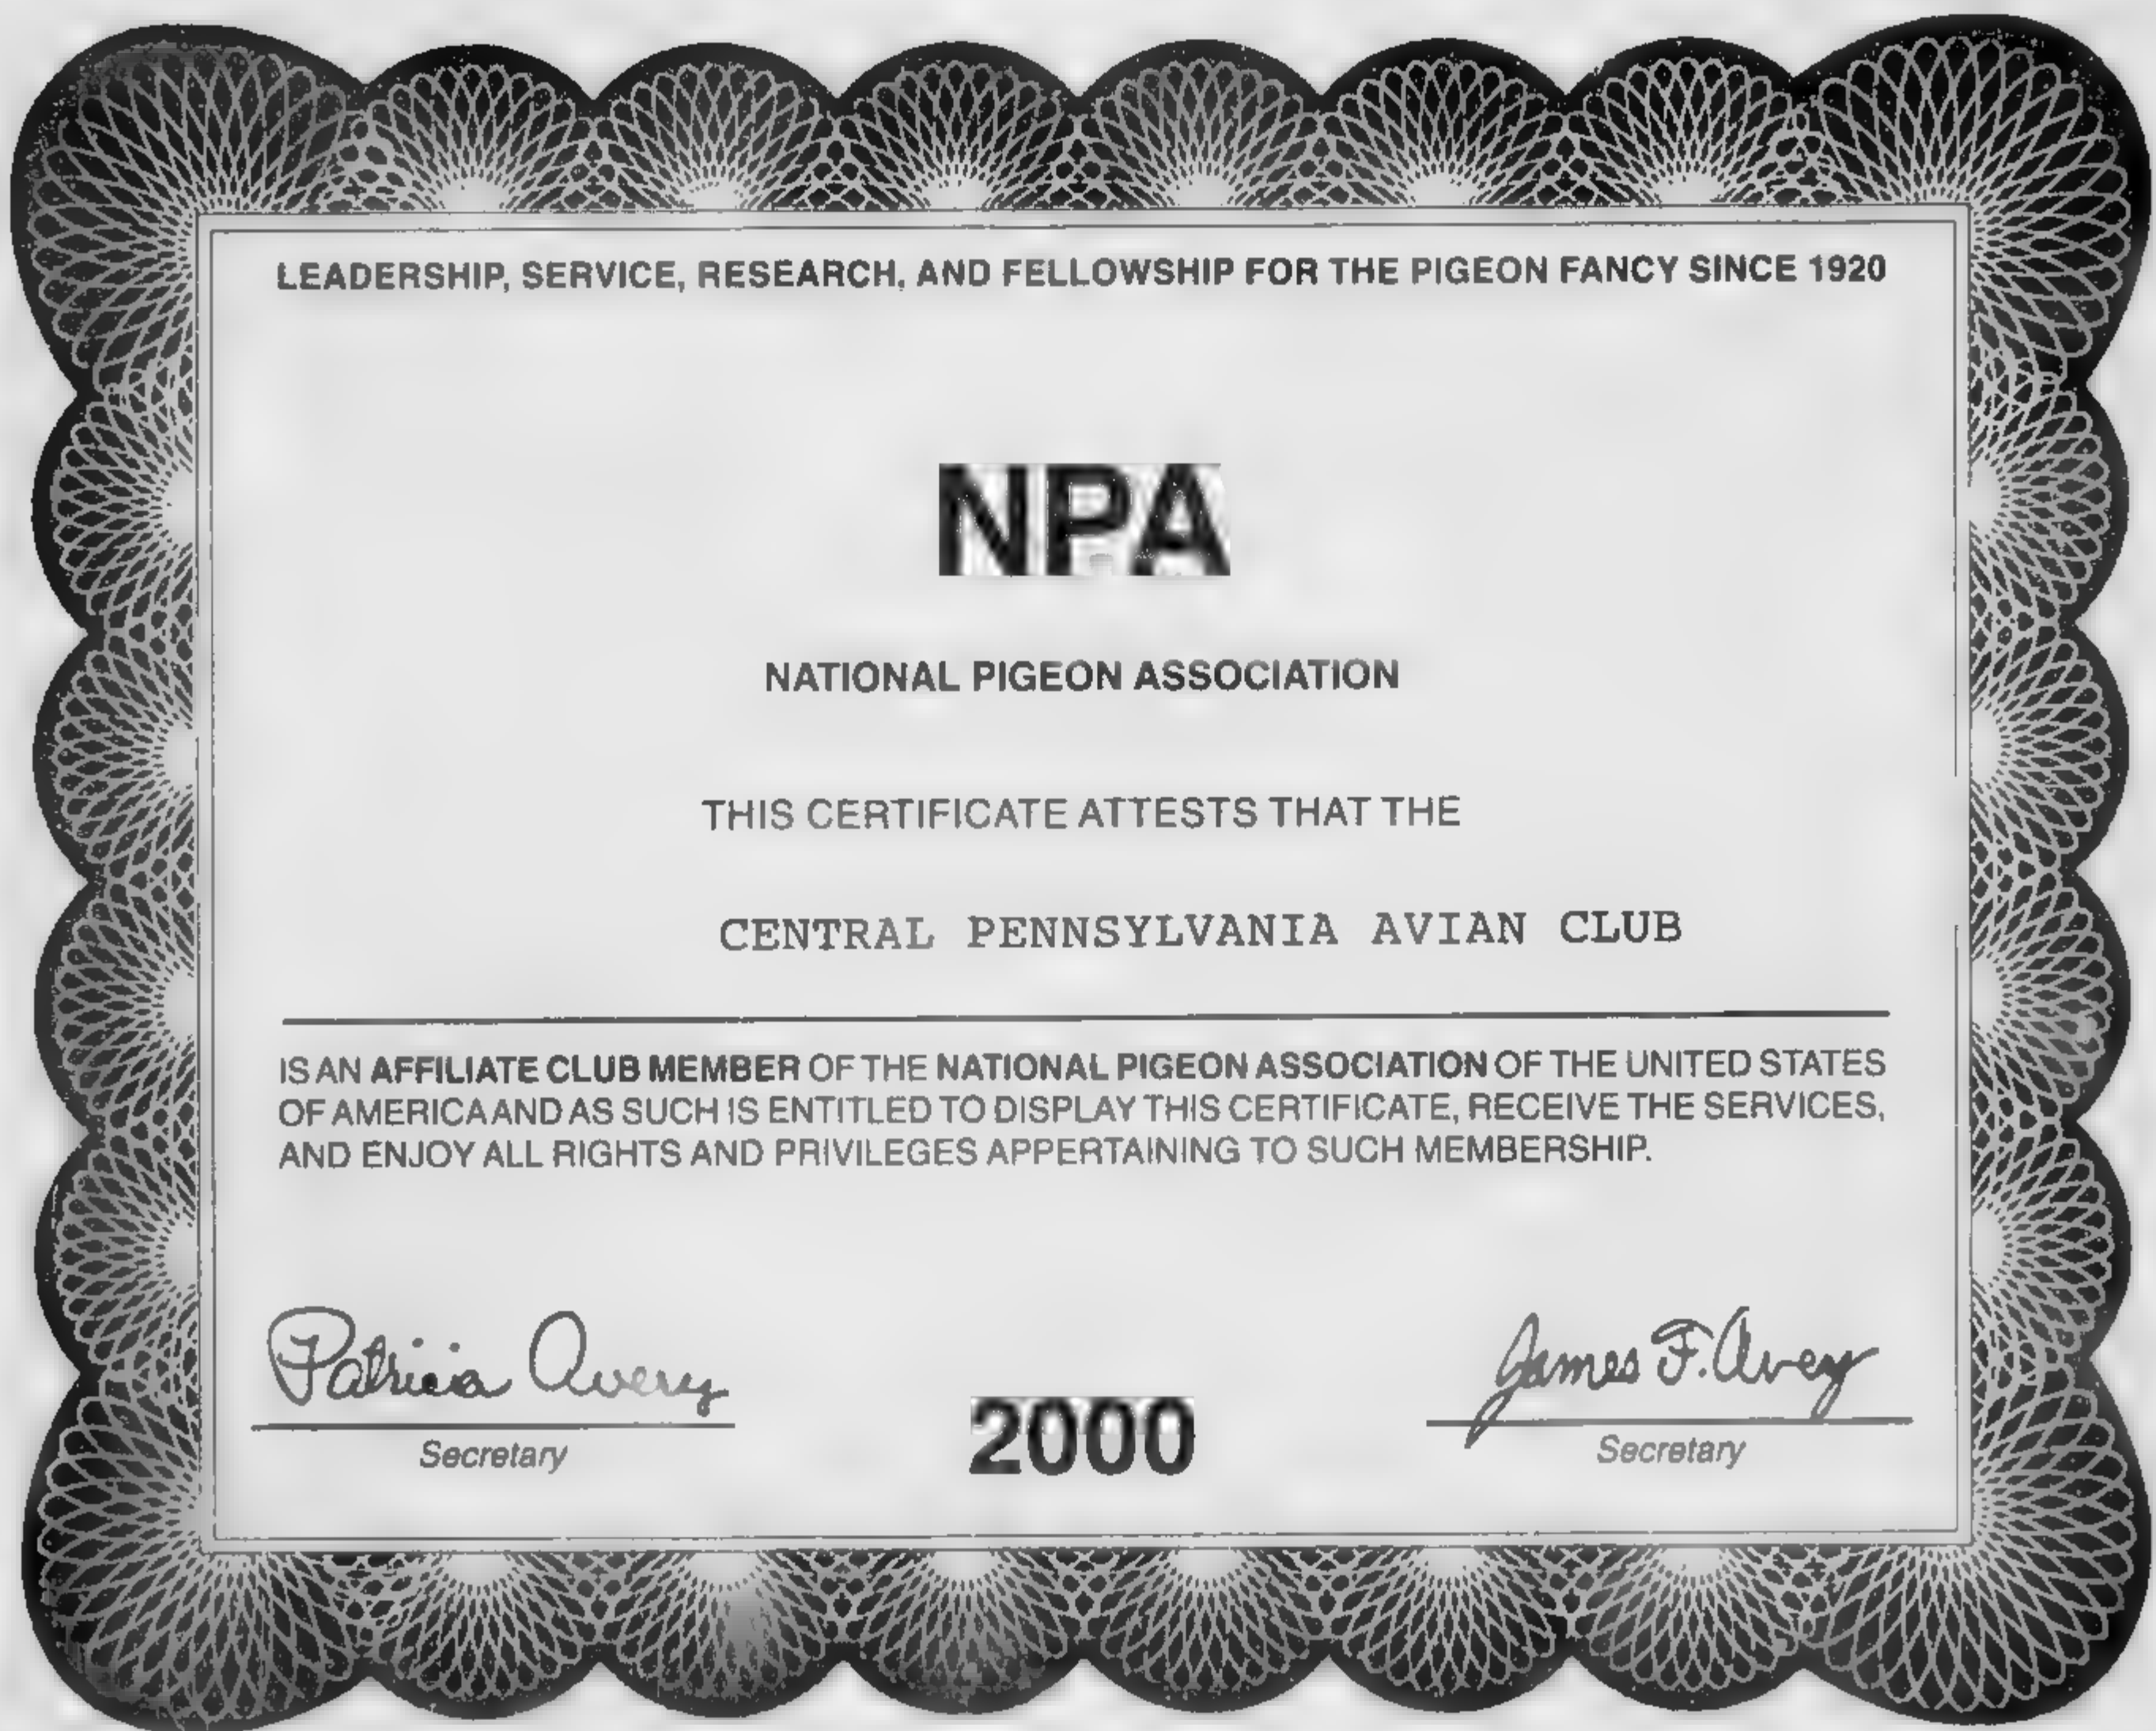 LEADERSHIP, SERVICE, RESEARCH, AND FELLOWSHIP FOR THE PIGEON FANCY SINCE 1920
NPA
NATIONAL PIGEON ASSOCIATION
THIS CERTIFICATE ATTESTS THAT THE
CENTRAL PENNSYLVANIA AVIAN CLUB
IS AN AFFILIATE CLUB MEMBER OF THE NATIONAL PIGEON ASSOCIATION OF THE UNITED STATES
OF AMERICA AND AS SUCH IS ENTITLED TO DISPLAY THIS CERTIFICATE, RECEIVE THE SERVICES,
AND ENJOY ALL RIGHTS AND PRIVILEGES APPERTAINING TO SUCH MEMBERSHIP.
Patricia Avery
James F. Avery
Secretary
2000
Secretary